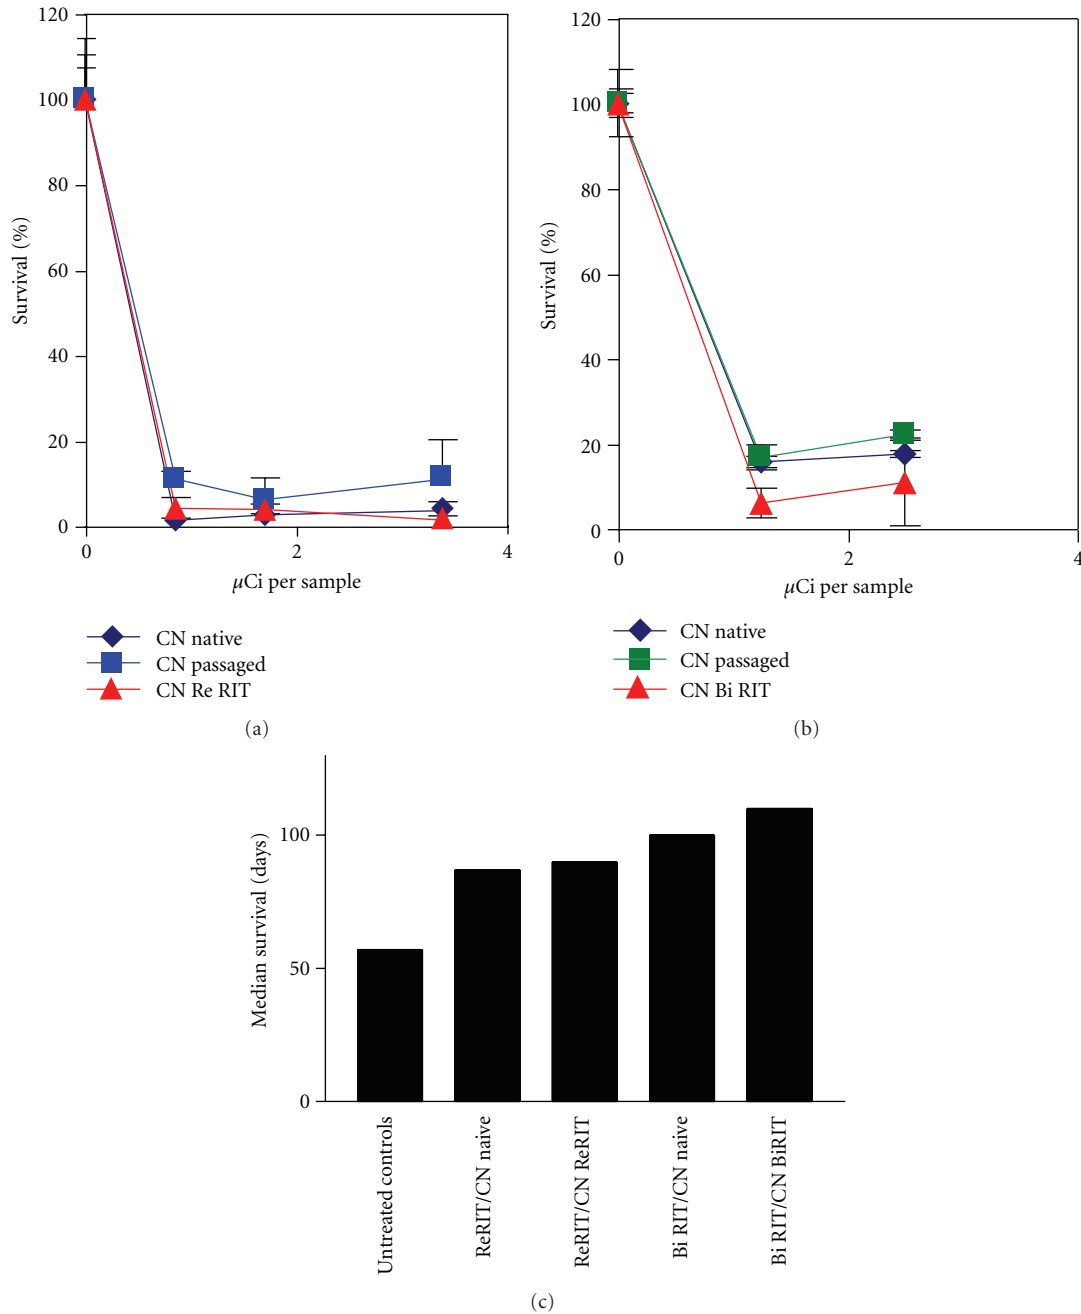 120
100
80
60
40
20
0
Survival (%)
0
2
4
μCi per sample
CN native
CN passaged
CN Re RIT
(a)
120
100
80
60
40
20
0
Survival (%)
0
2
4
μCi per sample
CN native
CN passaged
CN Bi RIT
(b)
100
50
0
Median survival (days)
Untreated controls
ReRIT/CN naive
ReRIT/CN ReRIT
Bi RIT/CN naive
Bi RIT/CN BiRIT
(c)